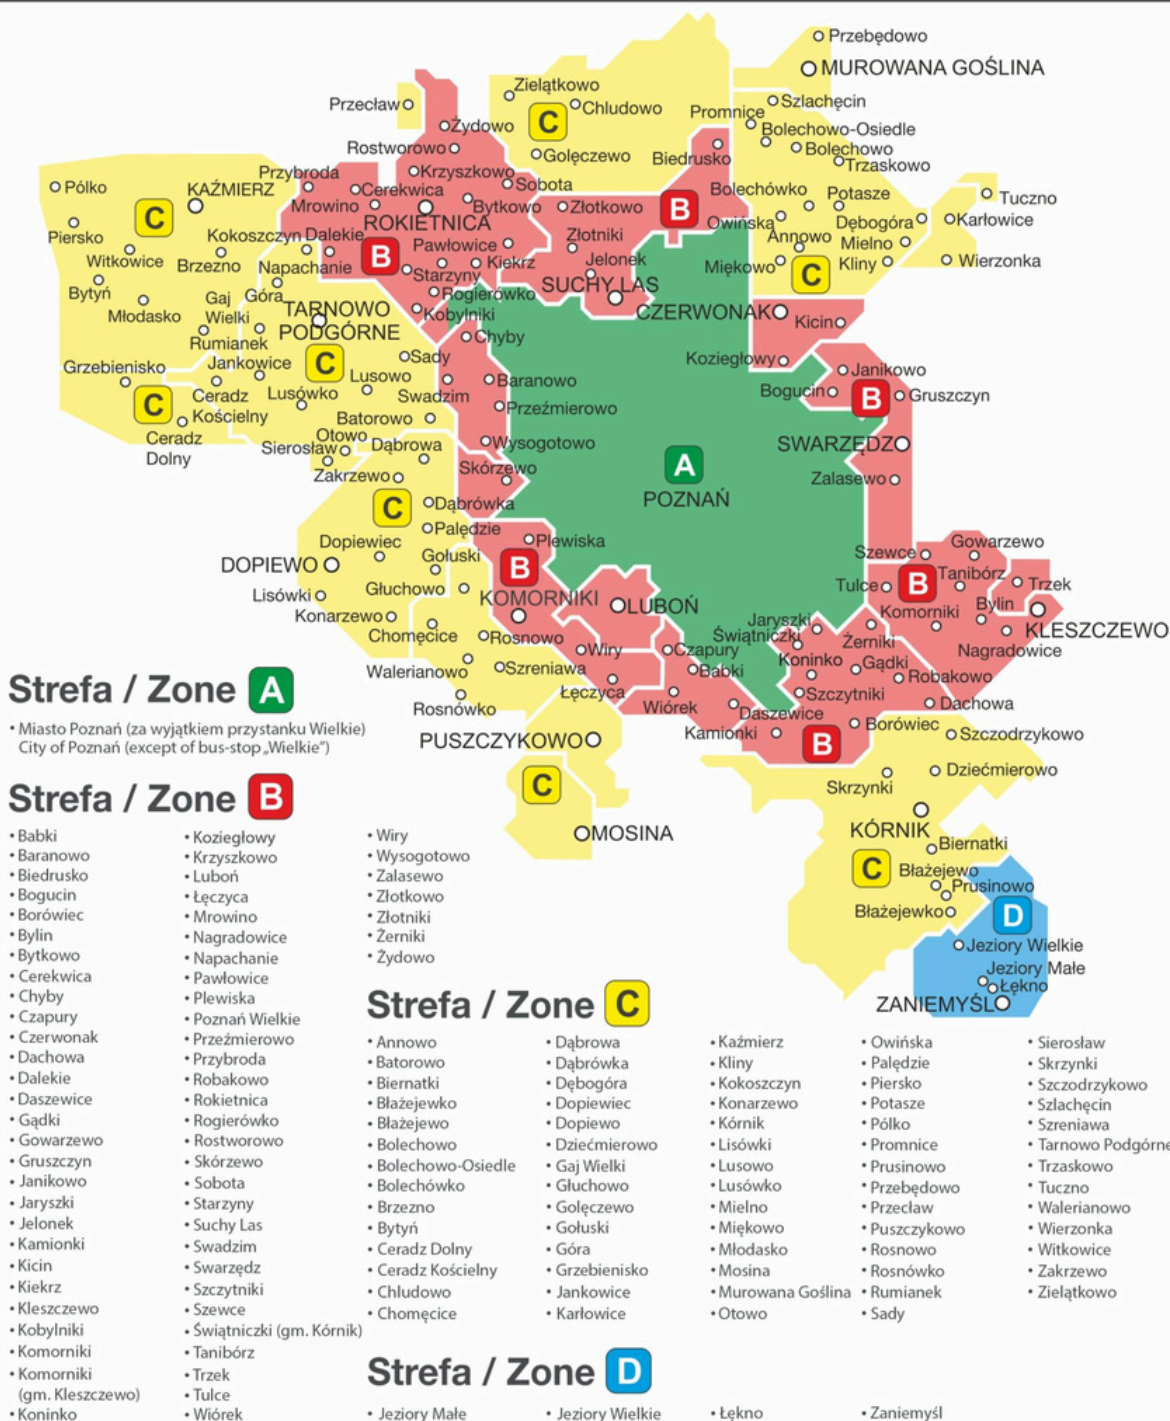 Przebędowo
MUROWANA GOŚLINA
Zielątkowo
Przecław
C
Chludowo
Szlachęcin
Promnice
Żydowo
Bolechowo-Osiedle
Rostworowo
Golęczewo
Biedrusko
Bolechowo
Trzaskowo
Przybroda
Krzyszkowo
Pólko
KAŹMIERZ
Cerekwica
Sobota
Bolechówko
Potasze
Tuczno
Mrowino
Bytkowo
Złotkowo
B
C
ROKIETNICA
Owińska
Dębogóra
Karłowice
Piersko
Kokoszczyn
Dalekie
Pawłowice
Złotniki
Annowo
Mielno
Witkowice
Brzezno
Napachanie
B
Starzyny
Kiekrz
Jelonek
Miękowo
C
Kliny
Wierzonka
Bytyń
Gaj
Wielki
Góra
Rogierówko
SUCHY LAS
Młodasko
TARNOWO
PODGÓRNE
Kobylniki
CZERWONAK
Kicin
Rumianek
Chyby
Grzebienisko
Jankowice
C
Sady
Koziegłowy
Janikowo
Lusowo
Baranowo
Bogucin
B
Gruszczyn
C
Ceradz
Kościelny
Lusówko
Swadzim
Przeźmierowo
Batorowo
Ceradz
Dolny
Otowo
Sierosław
Dąbrowa
Wysogotowo
SWARZĘDZ
Zakrzewo
Skórzewo
A
Zalasewo
POZNAŃ
C
Dąbrówka
Palędzie
Dopiewiec
Plewiska
Gowarzewo
DOPIEWO
Gołuski
B
Szewce
Tanibórz
Lisówki
Głuchowo
KOMORNIKI
Tulce
B
Trzek
Konarzewo
LUBOŃ
Komorniki
Bylin
Chomęcice
Rosnowo
Jaryszki
Świątniczki
Żerniki
KLESZCZEWO
Wiry
Czapury
Koninko
Nagradowice
Walerianowo
Szreniawa
Babki
Gądki
Robakowo
Łęczyca
Szczytniki
Rosnówko
Wiórek
Daszewice
Dachowa
PUSZCZYKOWO
Kamionki
B
Borówiec
Szczodrzykowo
C
Skrzynki
Dziećmierowo
MOSINA
KÓRNIK
Biernatki
C
Błażejewo
Prusinowo
Błażejewko
D
Jeziory Wielkie
Jeziory Małe
Łękno
ZANIEMYŚL
Strefa / Zone A
• Miasto Poznań (za wyjątkiem przystanku Wielkie)
City of Poznań (except of bus-stop „Wielkie”)
Strefa / Zone B
• Babki
• Baranowo
• Biedrusko
• Bogucin
• Borówiec
• Bylin
• Bytkowo
• Cerekwica
• Chyby
• Czapury
• Czerwonak
• Dachowa
• Dalekie
• Daszewice
• Gądki
• Gowarzewo
• Gruszczyn
• Janikowo
• Jaryszki
• Jelonek
• Kamionki
• Kicin
• Kiekrz
• Kleszczewo
• Kobylniki
• Komorniki
• Komorniki
(gm. Kleszczewo)
• Koninko
• Koziegłowy
• Krzyszkowo
• Luboń
• Łęczyca
• Mrowino
• Nagradowice
• Napachanie
• Pawłowice
• Plewiska
• Poznań Wielkie
• Przeźmierowo
• Przybroda
• Robakowo
• Rokietnica
• Rogierówko
• Rostworowo
• Skórzewo
• Sobota
• Starzyny
• Suchy Las
• Swadzim
• Swarzędz
• Szczytniki
• Szewce
• Świątniczki (gm. Kórnik)
• Tanibórz
• Trzek
• Tulce
• Wiórek
• Wiry
• Wysogotowo
• Zalasewo
• Złotkowo
• Złotniki
• Żerniki
• Żydowo
Strefa / Zone C
• Annowo
• Batorowo
• Biernatki
• Błażejewko
• Błażejewo
• Bolechowo
• Bolechowo-Osiedle
• Bolechówko
• Brzezno
• Bytyń
• Ceradz Dolny
• Ceradz Kościelny
• Chludowo
• Chomęcice
• Dąbrowa
• Dąbrówka
• Dębogóra
• Dopiewiec
• Dopiewo
• Dziećmierowo
• Gaj Wielki
• Głuchowo
• Golęczewo
• Gołuski
• Góra
• Grzebienisko
• Jankowice
• Karłowice
• Kaźmierz
• Kliny
• Kokoszczyn
• Konarzewo
• Kórnik
• Lisówki
• Lusowo
• Lusówko
• Mielno
• Miękowo
• Młodasko
• Mosina
• Murowana Goślina
• Otowo
• Owińska
• Palędzie
• Piersko
• Potasze
• Pólko
• Promnice
• Prusinowo
• Przebędowo
• Przecław
• Puszczykowo
• Rosnowo
• Rosnówko
• Rumianek
• Sady
• Sierosław
• Skrzynki
• Szczodrzykowo
• Szlachęcin
• Szreniawa
• Tarnowo Podgórne
• Trzaskowo
• Tuczno
• Walerianowo
• Wierzonka
• Witkowice
• Zakrzewo
• Zielątkowo
Strefa / Zone D
• Jeziory Małe
• Jeziory Wielkie
• Łękno
• Zaniemyśl